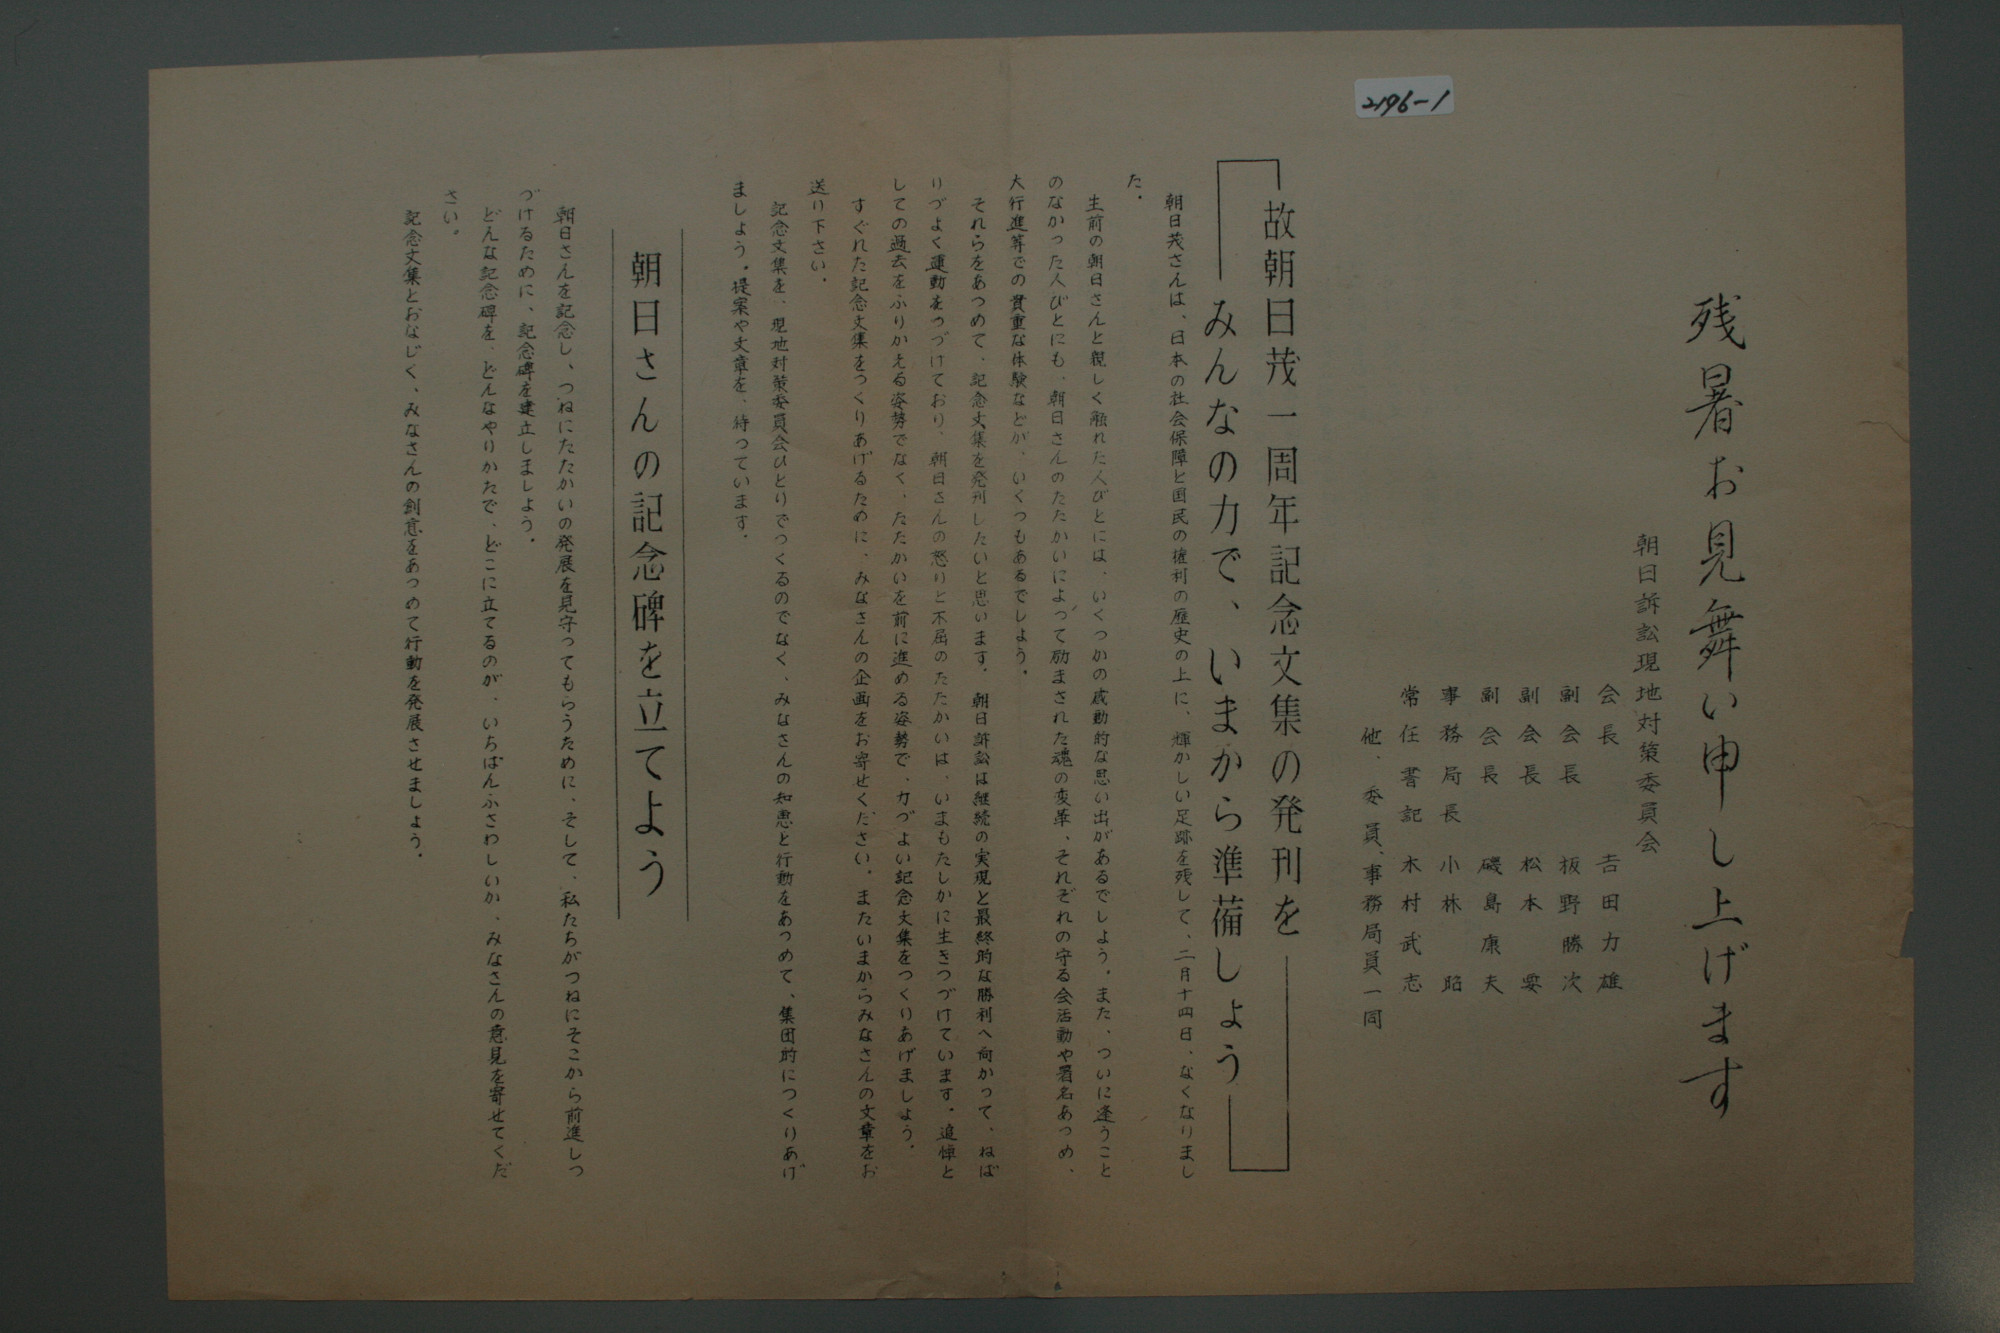 2196-1
残暑お見舞い申し上げます
朝日訴訟現地対策委員会
会長 吉田力雄
副会長 板野勝次
副会長 松本要
副会長 磯島康夫
事務局長 小林昭
常任書記 木村武志
他、委員、事務局員一同
故朝日茂一周年記念文集の発刊を
みんなの力で、いまから準備しょう
朝日茂さんは、日本の社会保障と国民の権利の歴史の上に、輝かしい足跡を残して、二月十四日、なくなりまし
た。
生前の朝日さんと親しく融れた人びとには、いくつかの感動的な思い出があるでしよう。また、ついに逢うこと
のなかった人びとにも、朝日さんのたたかいによって励まされた魂の変革、それぞれの守る会活動や署名あつめ、
大行進等での貴重な体験などが、いくつもあるでしよう。
それらをあつめて、記念文集を発刊したいと思います。朝日訴訟は継続の実現と最終的な勝利へ向かって、ねば
りづよく運動をつづけており、朝日さんの怒りと不屈のたたかいは、いまもたしかに生きつづけています。追悼と
しての過去をふりかえる姿勢でなく、たたかいを前に進める姿勢で、力づよい記念文集をつくりあげましょう。
すぐれた記念文集をつくりあげるために、みなさんの企画をお寄せください。またいまからみなさんの文章をお
送り下さい。
記念文集を、現地対策委員会ひとりでつくるのでなく、みなさんの知恵と行動をあつめて、集団的につくりあげ
ましよう。提案や文章を、待つています。
朝日さんの記念碑を立てよう
朝日さんを記念し、つねにたたかいの発展を見守ってもらうために、そして、私たちがつねにそこから前進しつ
づけるために、記念碑を建立しましよう。
どんな記念碑を、どんなやりかたで、どこに立てるのが、いちばんふさわしいか、みなさんの意見を寄せてくだ
さい。
記念文集とおなじく、みなさんの創意をあつめて行動を発展させましょう。